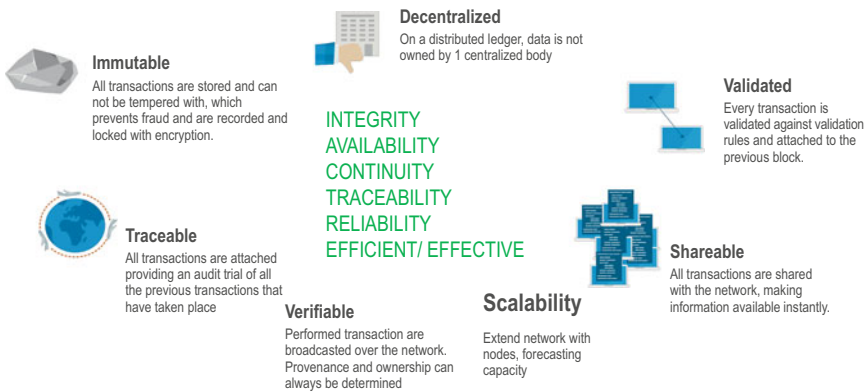 Decentralized
On a distributed ledger, data is not
owned by 1 centralized body
Immutable
All transactions are stored and can
not be tempered with, which
prevents fraud and are recorded and
locked with encryption.
Validated
Every transaction is
validated against validation
rules and attached to the
previous block.
INTEGRITY
AVAILABILITY
CONTINUITY
TRACEABILITY
RELIABILITY
EFFICIENT/ EFFECTIVE
Traceable
All transactions are attached
providing an audit trial of all
the previous transactions that
have taken place
Shareable
All transactions are shared
with the network, making
information available instantly.
Verifiable
Performed transaction are
broadcasted over the network.
Provenance and ownership can
always be determined
Scalability
Extend network with
nodes, forecasting
capacity